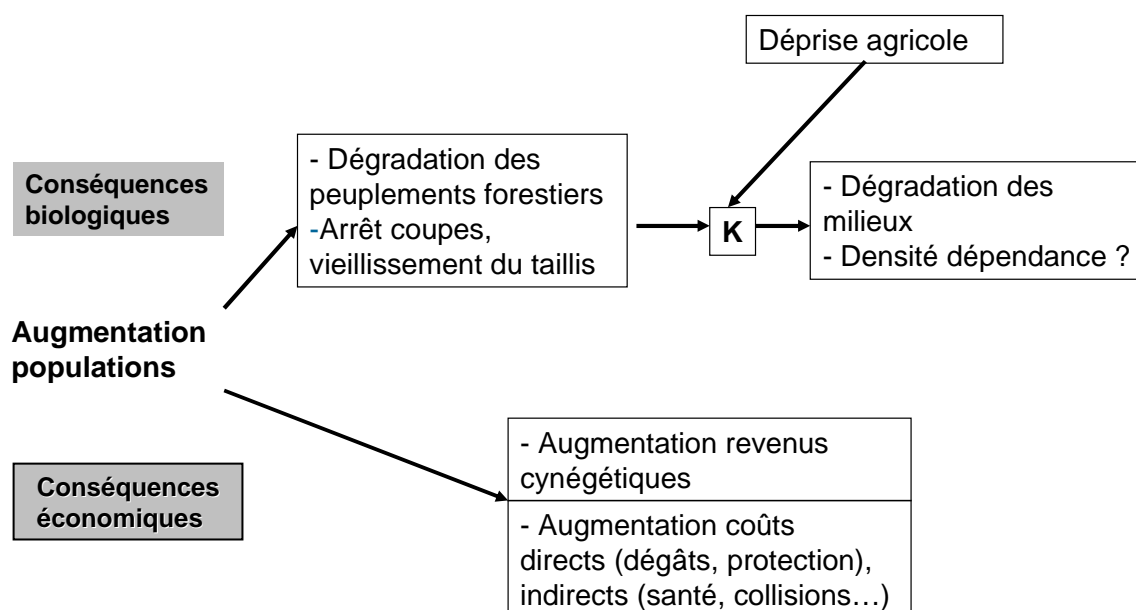 Déprise agricole
Conséquences
biologiques
- Dégradation des
peuplements forestiers
-Arrêt coupes,
vieillissement du taillis
K
- Dégradation des
milieux
- Densité dépendance ?
Augmentation
populations
Conséquences
économiques
- Augmentation revenus
cynégétiques
- Augmentation coûts
directs (dégâts, protection),
indirects (santé, collisions…)